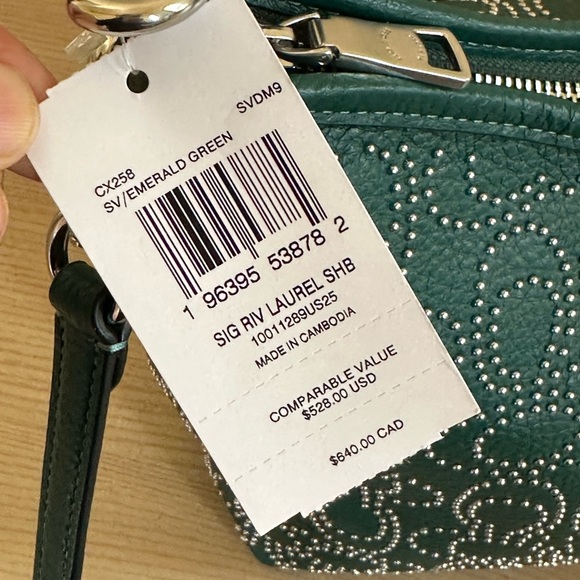 SVDM9
CX258
SV/EMERALD GREEN
1 96395 53878 2
SIG RIV LAUREL SHB
10011289US25
MADE IN CAMBODIA
COMPARABLE VALUE
$528.00 USD
$640.00 CAD